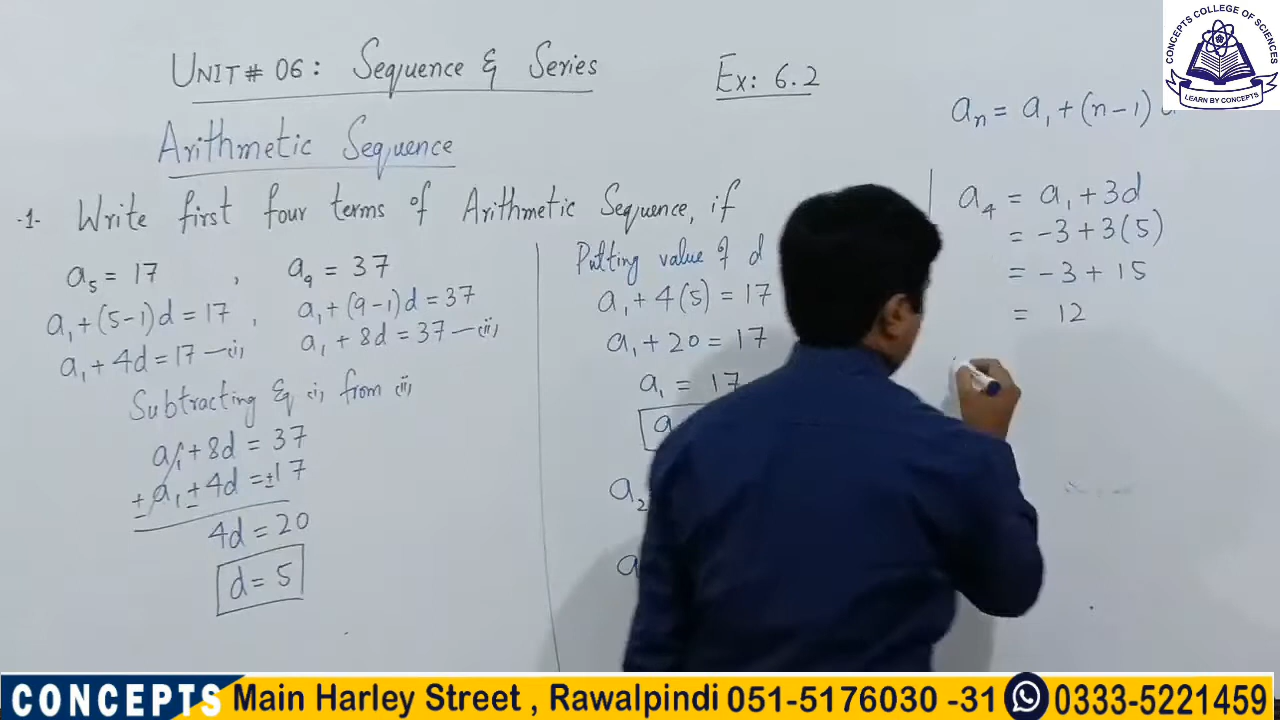 UNIT # 06 : Sequence & Series
Ex: 6.2
Arithmetic Sequence
-1- Write first four terms of Arithmetic Sequence, if
a₅ = 17 , a₉ = 37
a₁ + (5-1)d = 17 , a₁ + (9-1)d = 37
a₁ + 4d = 17 —(i) a₁ + 8d = 37 —(ii)
Subtracting Eq (i) from (ii)
a₁ + 8d = 37
± a₁ ± 4d = ±17
4d = 20
d = 5
Putting value of d
a₁ + 4(5) = 17
a₁ + 20 = 17
a₁ = 17
a
a₂
a
aₙ = a₁ + (n-1)
a₄ = a₁ + 3d
= -3 + 3(5)
= -3 + 15
= 12
CONCEPTS COLLEGE OF SCIENCES
LEARN BY CONCEPTS
CONCEPTS Main Harley Street , Rawalpindi 051-5176030 -31 0333-5221459